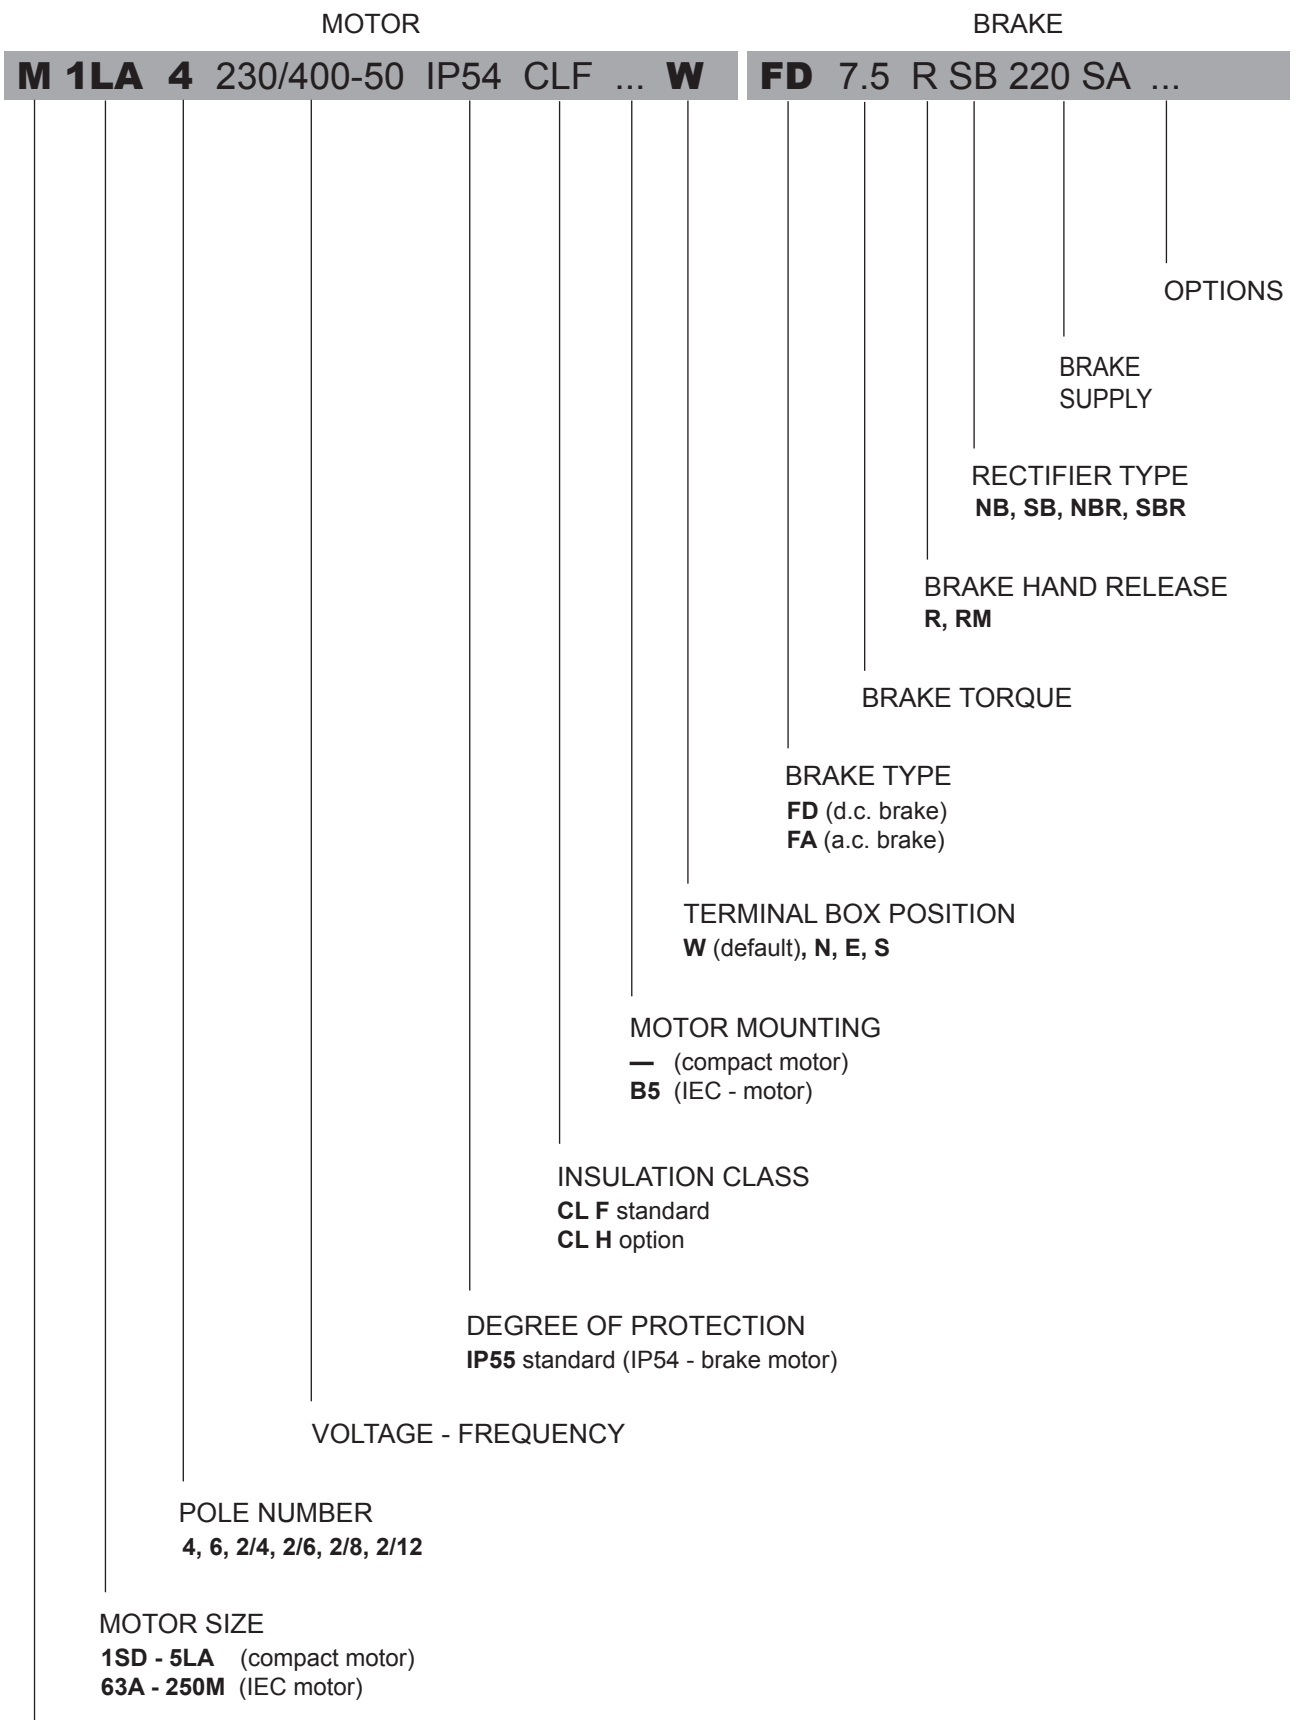 MOTOR
BRAKE
M 1LA 4 230/400-50 IP54 CLF ... W FD 7.5 R SB 220 SA ...
OPTIONS
BRAKE
SUPPLY
RECTIFIER TYPE
NB, SB, NBR, SBR
BRAKE HAND RELEASE
R, RM
BRAKE TORQUE
BRAKE TYPE
FD (d.c. brake)
FA (a.c. brake)
TERMINAL BOX POSITION
W (default), N, E, S
MOTOR MOUNTING
— (compact motor)
B5 (IEC - motor)
INSULATION CLASS
CL F standard
CL H option
DEGREE OF PROTECTION
IP55 standard (IP54 - brake motor)
VOLTAGE - FREQUENCY
POLE NUMBER
4, 6, 2/4, 2/6, 2/8, 2/12
MOTOR SIZE
1SD - 5LA (compact motor)
63A - 250M (IEC motor)